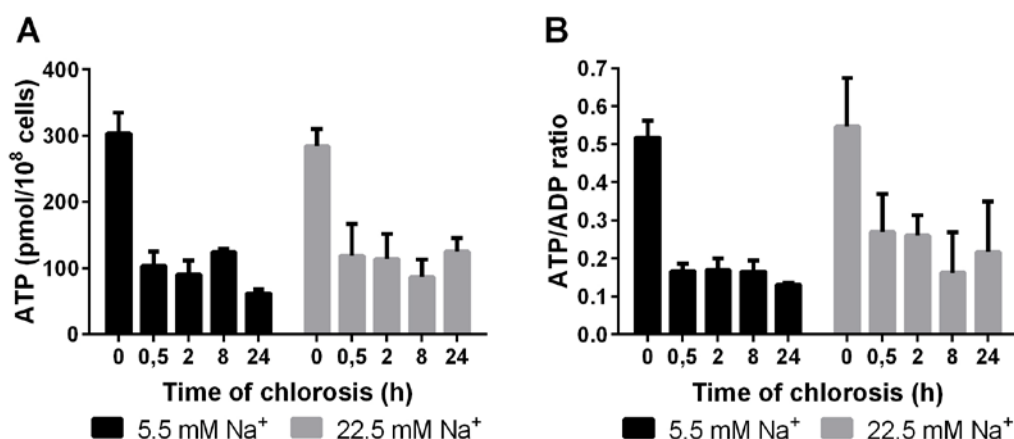 A
ATP (pmol/10⁸ cells)
400
300
200
100
0
0 0,5 2 8 24 0 0,5 2 8 24
Time of chlorosis (h)
5.5 mM Na⁺ 22.5 mM Na⁺
B
ATP/ADP ratio
0.7
0.6
0.5
0.4
0.3
0.2
0.1
0.0
0 0,5 2 8 24 0 0,5 2 8 24
Time of chlorosis (h)
5.5 mM Na⁺ 22.5 mM Na⁺